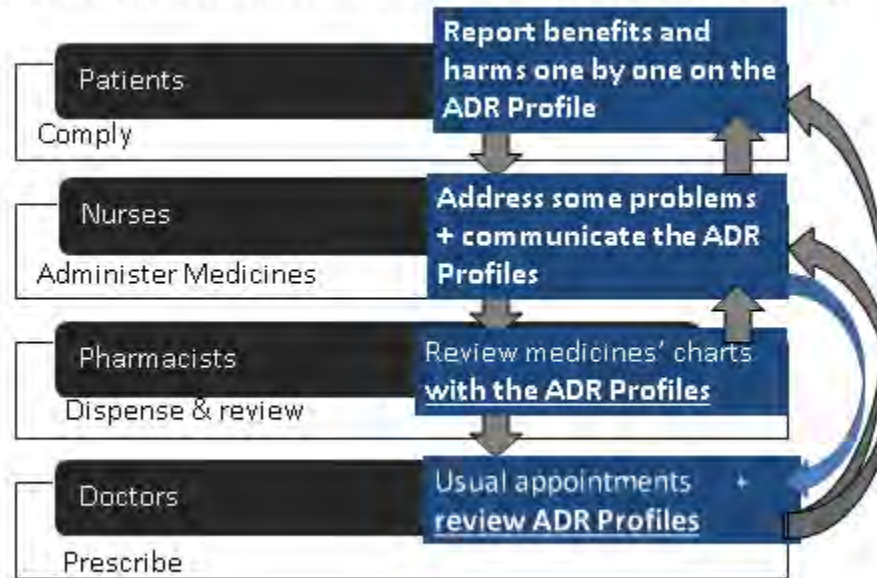 Report benefits and
harms one by one on the
ADR Profile
Patients
Comply
Address some problems
+ communicate the ADR
Profiles
Nurses
Administer Medicines
Review medicines' charts
with the ADR Profiles
Pharmacists
Dispense & review
Usual appointments +
review ADR Profiles
Doctors
Prescribe